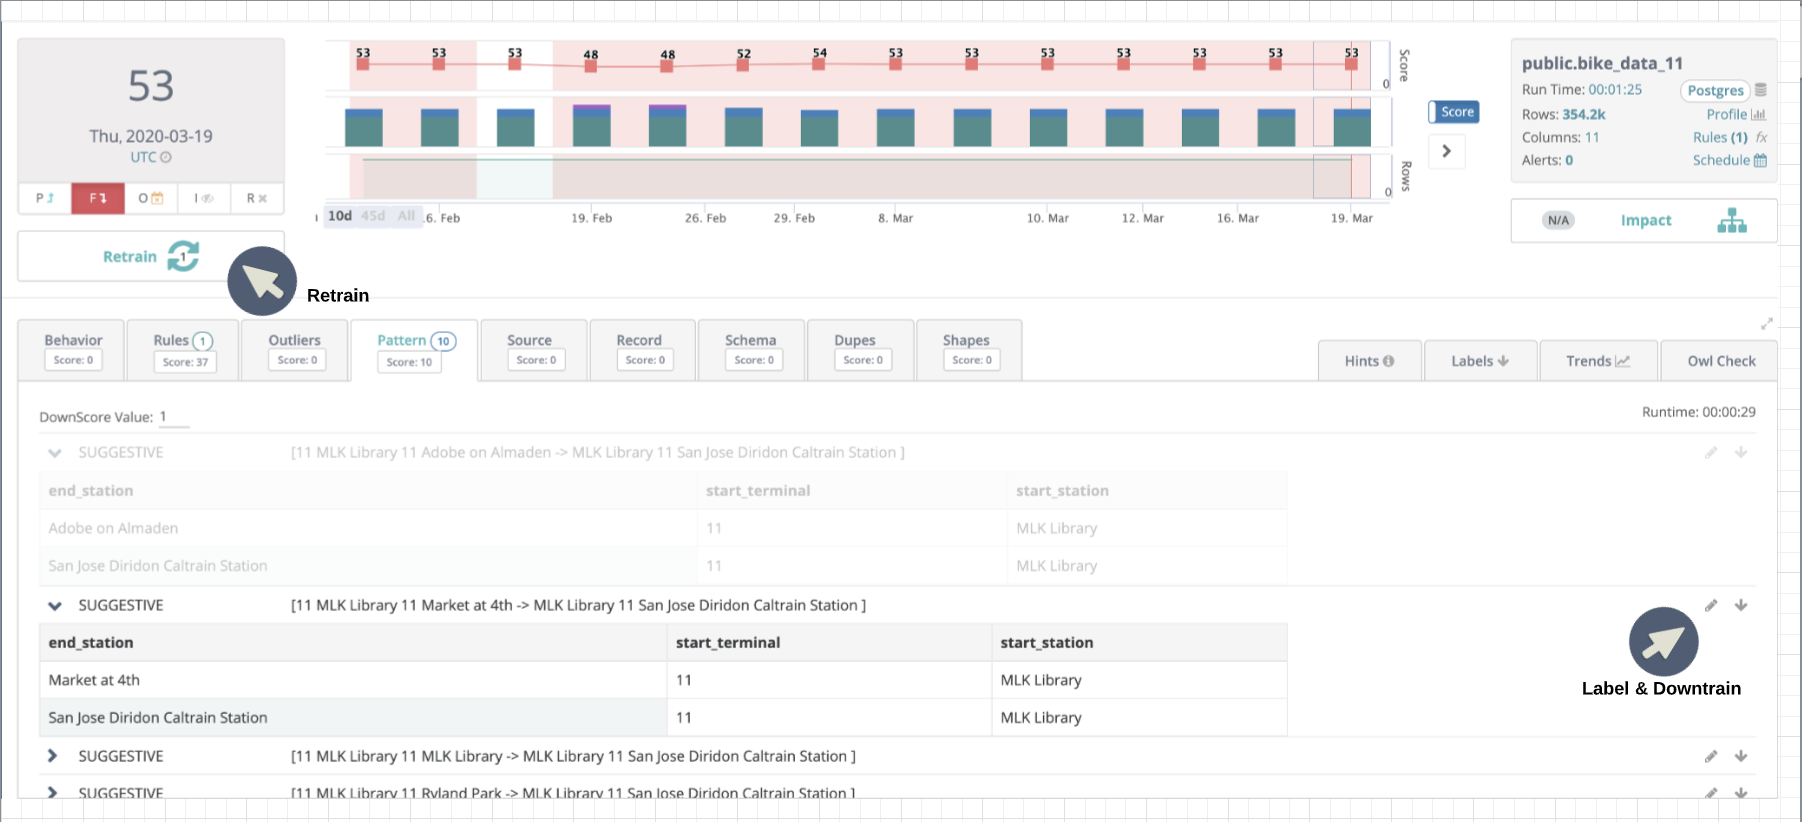 53
Thu, 2020-03-19
UTC
P F O I R
Retrain 1
Retrain
53 53 53 48 48 52 54 53 53 53 53 53 53 53
Score
0
Rows
0
10d 45d All
6. Feb 19. Feb 26. Feb 29. Feb 8. Mar 10. Mar 12. Mar 16. Mar 19. Mar
Score
public.bike_data_11
Run Time: 00:01:25 Postgres
Rows: 354.2k Profile
Columns: 11 Rules (1) fx
Alerts: 0 Schedule
N/A Impact
Behavior Rules 1 Outliers Pattern 10 Source Record Schema Dupes Shapes
Score: 0 Score: 37 Score: 0 Score: 10 Score: 0 Score: 0 Score: 0 Score: 0 Score: 0
Hints Labels Trends Owl Check
DownScore Value: 1 Runtime: 00:00:29
SUGGESTIVE [11 MLK Library 11 Adobe on Almaden -> MLK Library 11 San Jose Diridon Caltrain Station ]
end_station start_terminal start_station
Adobe on Almaden 11 MLK Library
San Jose Diridon Caltrain Station 11 MLK Library
SUGGESTIVE [11 MLK Library 11 Market at 4th -> MLK Library 11 San Jose Diridon Caltrain Station ]
end_station start_terminal start_station
Market at 4th 11 MLK Library
San Jose Diridon Caltrain Station 11 MLK Library
Label & Downtrain
SUGGESTIVE [11 MLK Library 11 MLK Library -> MLK Library 11 San Jose Diridon Caltrain Station ]
SUGGESTIVE [11 MLK Library 11 Ryland Park -> MLK Library 11 San Jose Diridon Caltrain Station ]